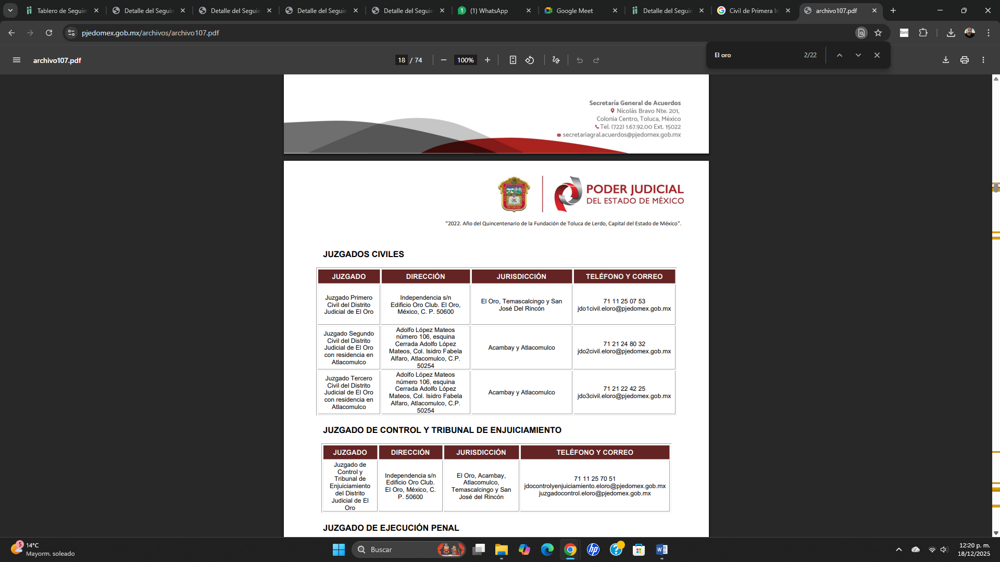 Tablero de Seguim
Detalle del Seguim
Detalle del Seguim
Detalle del Seguim
Detalle del Seguim
(1) WhatsApp
Google Meet
Detalle del Seguim
Civil de Primera In
archivo107.pdf
pjedomex.gob.mx/archivos/archivo107.pdf
font
archivo107.pdf
18 / 74
100%
El oro
2/22
Secretaría General de Acuerdos
Nicolás Bravo Nte. 201,
Colonia Centro, Toluca, México
Tel. (722) 1.67.92.00 Ext. 15022
secretariagral.acuerdos@pjedomex.gob.mx
PODER JUDICIAL
DEL ESTADO DE MÉXICO
“2022. Año del Quincentenario de la Fundación de Toluca de Lerdo, Capital del Estado de México".
JUZGADOS CIVILES
JUZGADO
DIRECCIÓN
JURISDICCIÓN
TELÉFONO Y CORREO
Juzgado Primero
Civil del Distrito
Judicial de El Oro
Independencia s/n
Edificio Oro Club. El Oro,
México, C. P. 50600
El Oro, Temascalcingo y San
José Del Rincón
71 11 25 07 53
jdo1civil.eloro@pjedomex.gob.mx
Juzgado Segundo
Civil del Distrito
Judicial de El Oro
con residencia en
Atlacomulco
Adolfo López Mateos
número 106, esquina
Cerrada Adolfo López
Mateos, Col. Isidro Fabela
Alfaro, Atlacomulco, C.P.
50254
Acambay y Atlacomulco
71 21 24 80 32
jdo2civil.eloro@pjedomex.gob.mx
Juzgado Tercero
Civil del Distrito
Judicial de El Oro
con residencia en
Atlacomulco
Adolfo López Mateos
número 106, esquina
Cerrada Adolfo López
Mateos, Col. Isidro Fabela
Alfaro, Atlacomulco, C.P.
50254
Acambay y Atlacomulco
71 21 22 42 25
jdo3civil.eloro@pjedomex.gob.mx
JUZGADO DE CONTROL Y TRIBUNAL DE ENJUICIAMIENTO
JUZGADO
DIRECCIÓN
JURISDICCIÓN
TELÉFONO Y CORREO
Juzgado de
Control y
Tribunal de
Enjuiciamiento
del Distrito
Judicial de El
Oro
Independencia s/n
Edificio Oro Club.
El Oro, México, C.
P. 50600
El Oro, Acambay,
Atlacomulco,
Temascalcingo y San
José del Rincón
71 11 25 70 51
jdocontrolyenjuiciamiento.eloro@pjedomex.gob.mx
juzgadocontrol.eloro@pjedomex.gob.mx
JUZGADO DE EJECUCIÓN PENAL
5
14°C
Mayorm. soleado
Buscar
12:20 p. m.
18/12/2025